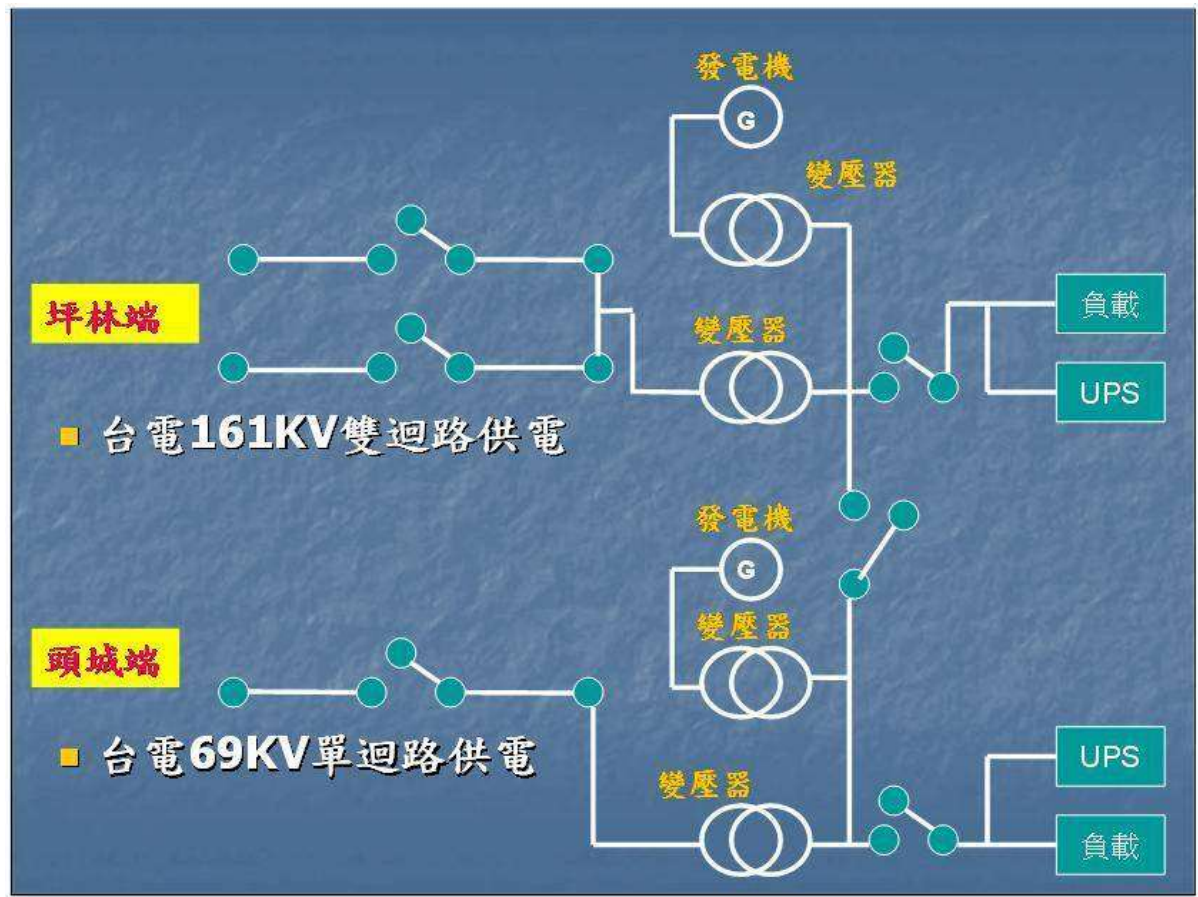 發電機
G
變壓器
坪林端
變壓器
負載
UPS
台電161KV雙迴路供電
發電機
G
變壓器
頭城端
台電69KV單迴路供電
變壓器
UPS
負載